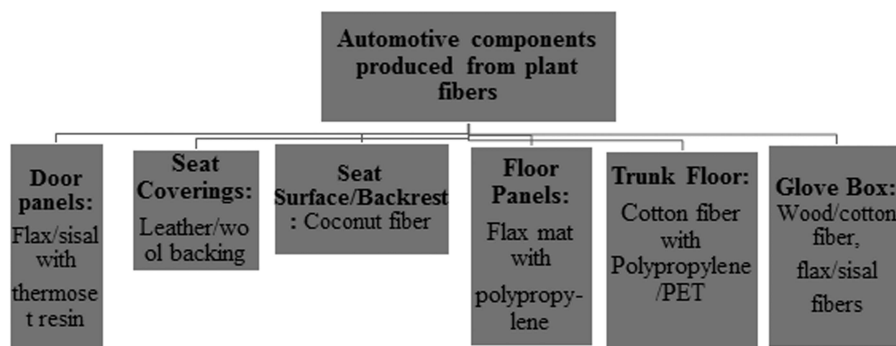 Automotive components
produced from plant
fibers
Door
panels:
Flax/sisal
with
thermose
t resin
Seat
Coverings:
Leather/wo
ol backing
Seat
Surface/Backrest
: Coconut fiber
Floor
Panels:
Flax mat
with
polypropy-
lene
Trunk Floor:
Cotton fiber
with
Polypropylene
/PET
Glove Box:
Wood/cotton
fiber,
flax/sisal
fibers